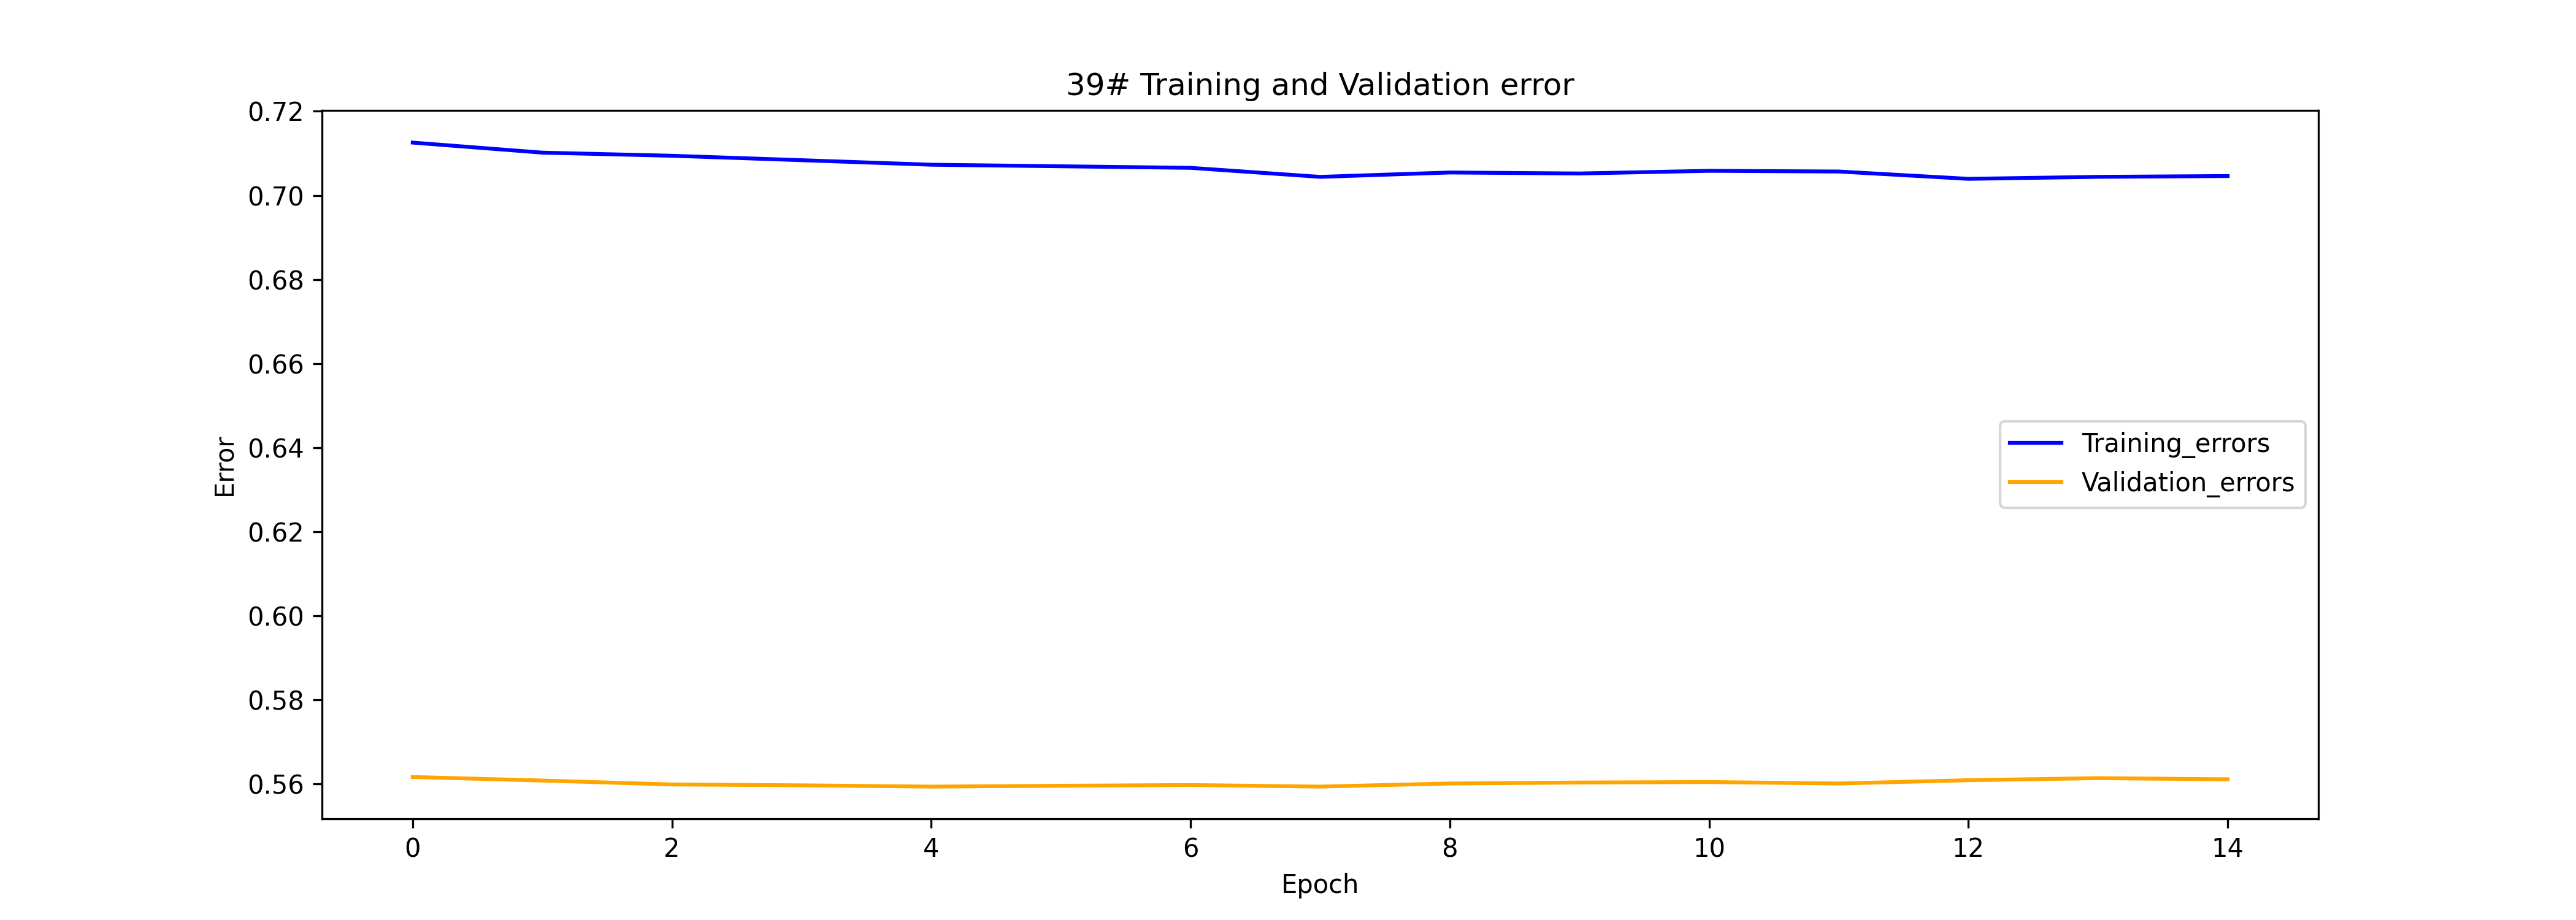 39# Training and Validation error
0.72
0.70
0.68
0.66
0.64
0.62
0.60
0.58
0.56
Error
Training_errors
Validation_errors
0 2 4 6 8 10 12 14
Epoch